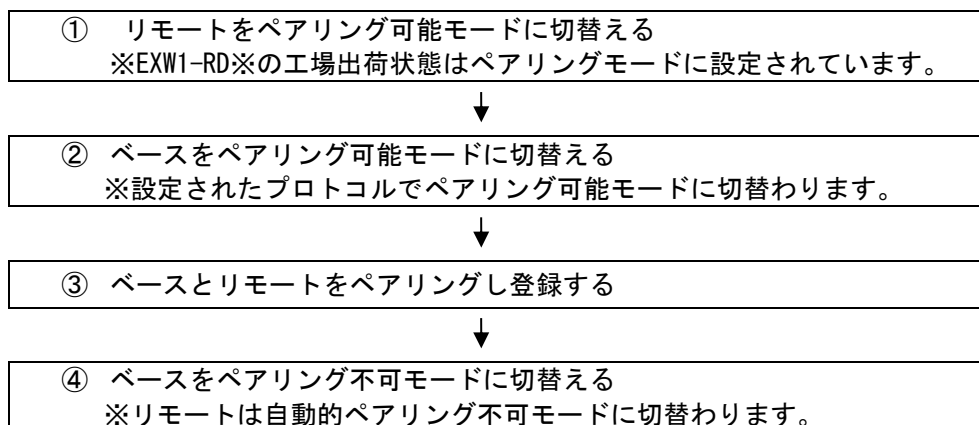 ① リモートをペアリング可能モードに切替える
※EXW1-RD※の工場出荷状態はペアリングモードに設定されています。
② ベースをペアリング可能モードに切替える
※設定されたプロトコルでペアリング可能モードに切替わります。
③ ベースとリモートをペアリングし登録する
④ ベースをペアリング不可モードに切替える
※リモートは自動的ペアリング不可モードに切替わります。